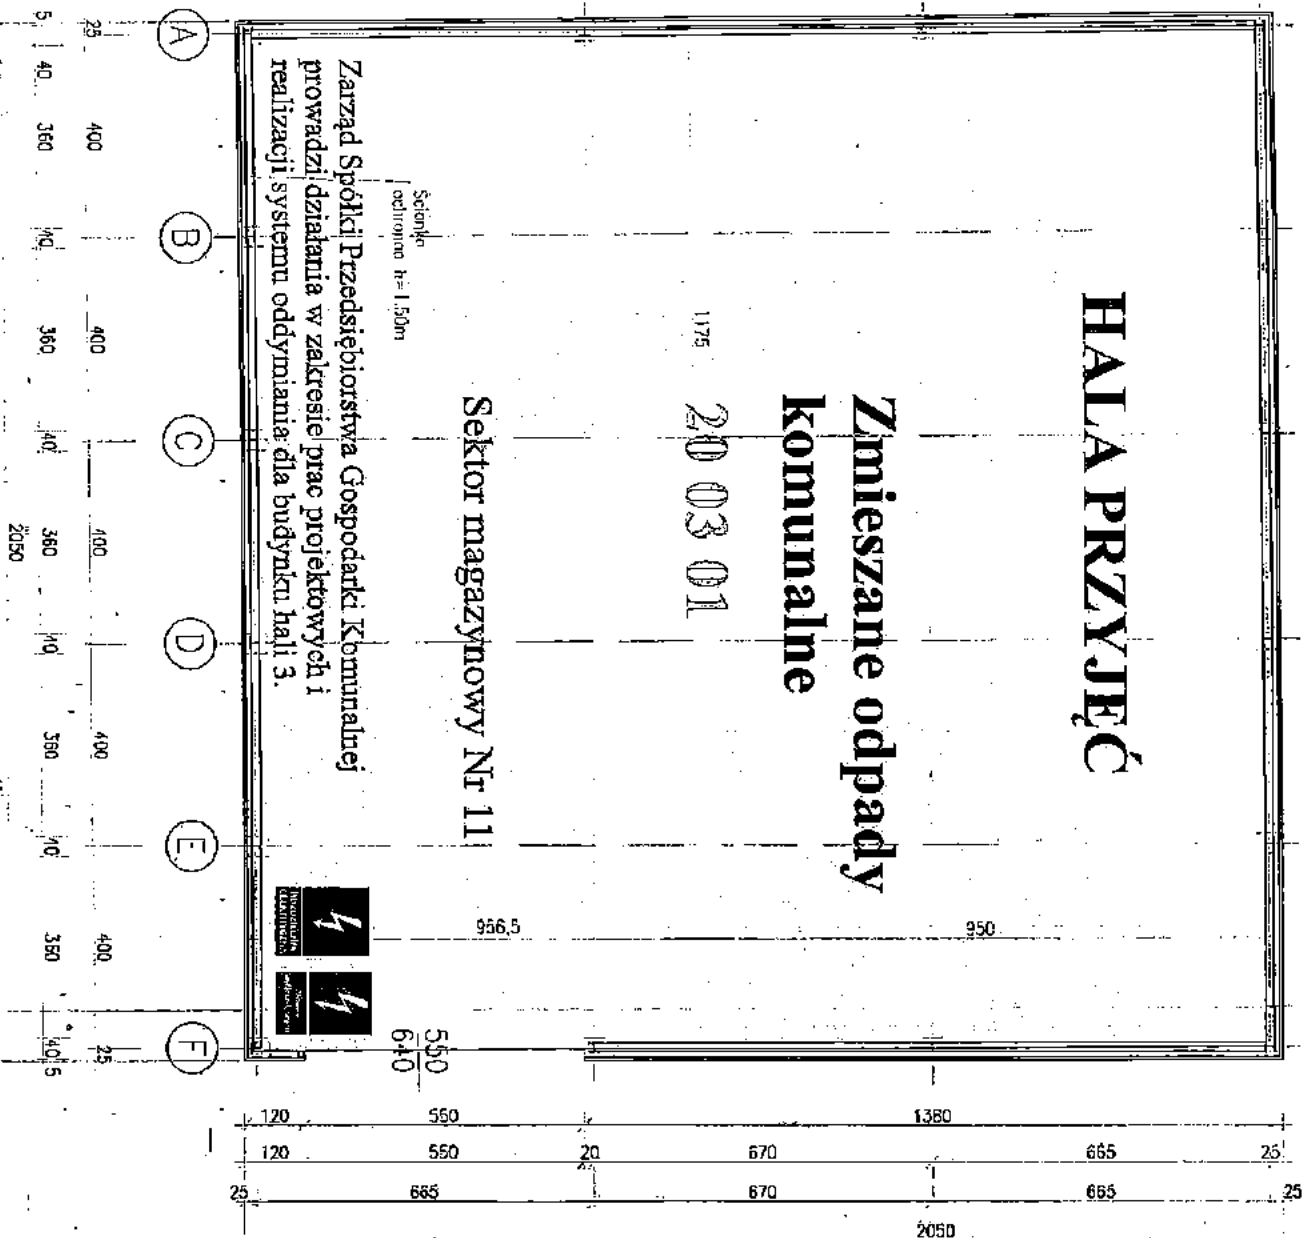 HALA PRZYJĘĆ
Zmieszane odpady
komunalne
1175
20 03 01
Sektor magazynowy Nr 11
Ścianka
ochronna h=1.50m
Zarząd Spółki Przedsiębiorstwa Gospodarki Komunalnej
prowadzi działania w zakresie prac projektowych i
realizacji systemu oddymiania dla budynku hali 3.
950
956,5
550
640
A
B
C
D
E
F
25 400 400 400 400 400 25
5 40 360 40 360 40 360 40 360 40 360 40 5
2050
120 550 1380
120 550 20 670 665 25
25 665 670 665 25
2050